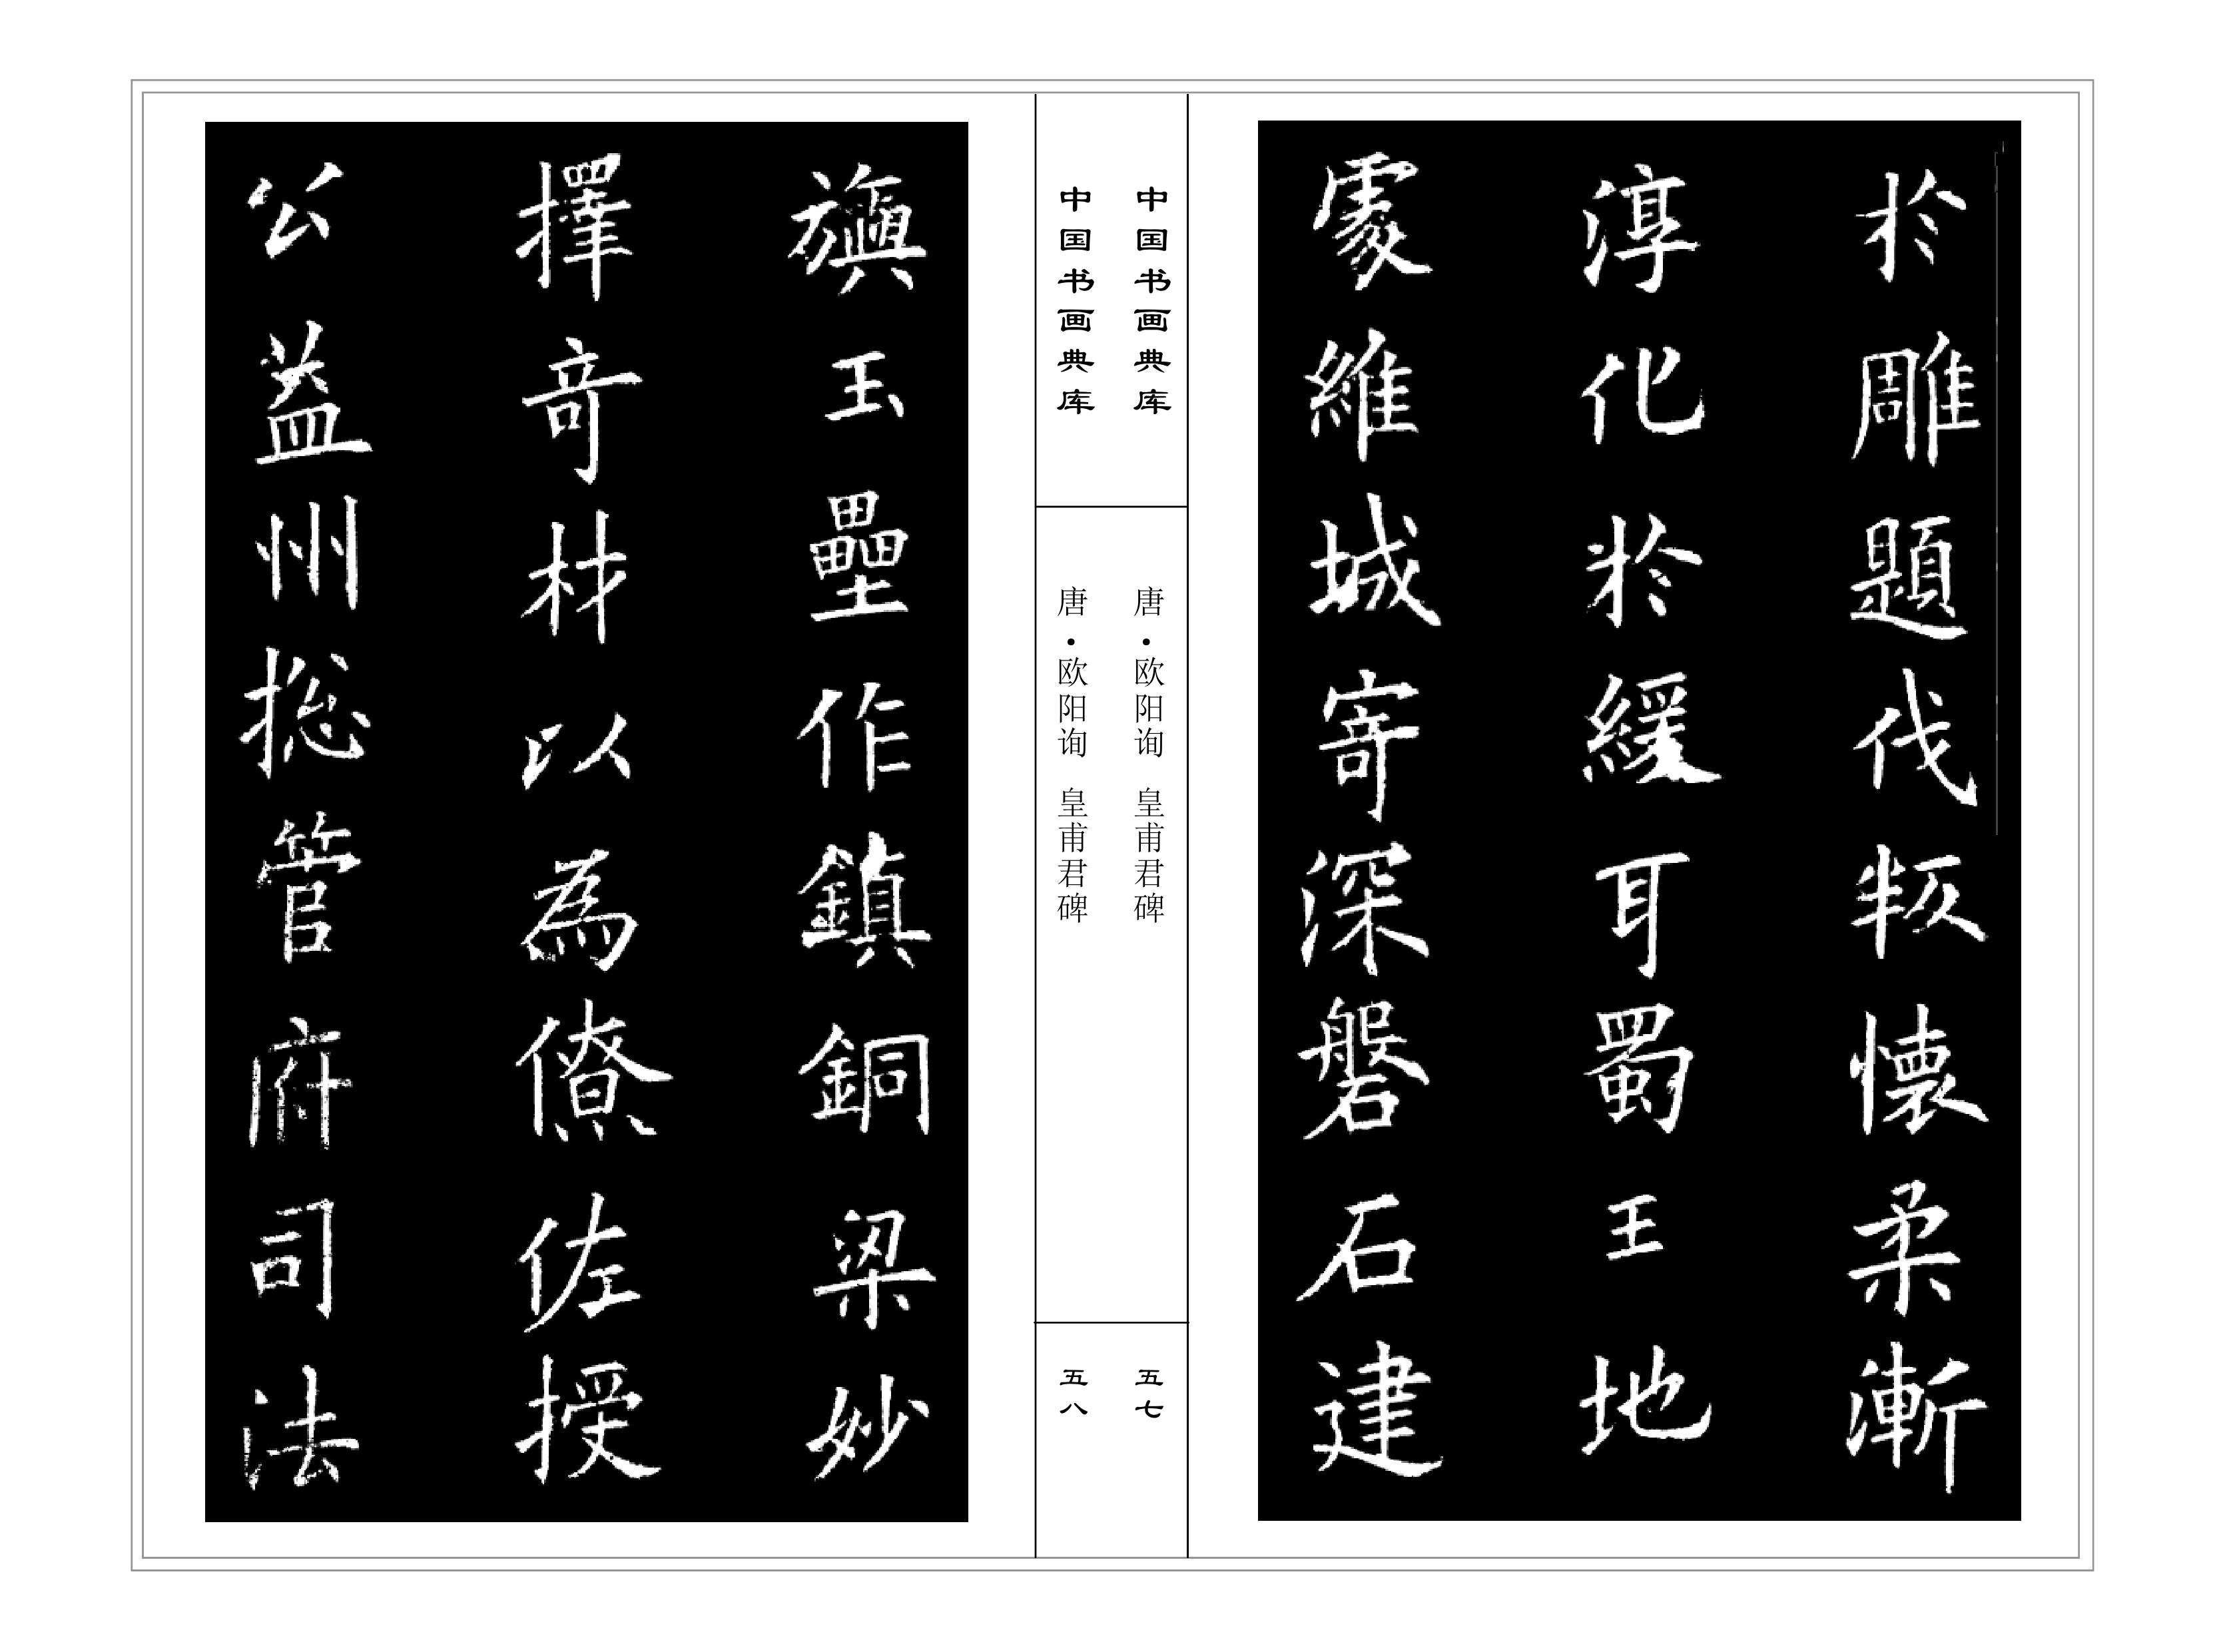 於雕題伐叛懷柔漸
淳化於緩耳蜀王地
處維城寄深磐石建
中国书画典库
唐·欧阳询 皇甫君碑
五七
中国书画典库
唐·欧阳询 皇甫君碑
五八
旟玉壘作鎮銅梁妙
擇奇材以為僚佐授
公益州揔管府司法